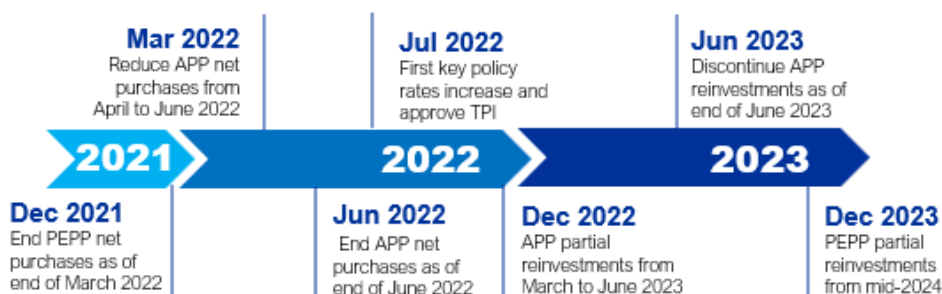 Mar 2022
Reduce APP net
purchases from
April to June 2022
Jul 2022
First key policy
rates increase and
approve TPI
Jun 2023
Discontinue APP
reinvestments as of
end of June 2023
2021
2022
2023
Dec 2021
End PEPP net
purchases as of
end of March 2022
Jun 2022
End APP net
purchases as of
end of June 2022
Dec 2022
APP partial
reinvestments from
March to June 2023
Dec 2023
PEPP partial
reinvestments
from mid-2024